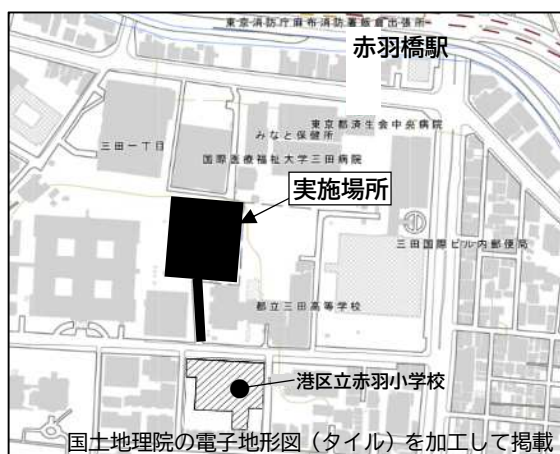 東京消防庁麻布消防署飯倉出張所
赤羽橋駅
東京都済生会中央病院
みなと保健所
三田一丁目
国際医療福祉大学三田病院
実施場所
三田国際ビル内郵便局
都立三田高等学校
港区立赤羽小学校
国土地理院の電子地形図（タイル）を加工して掲載